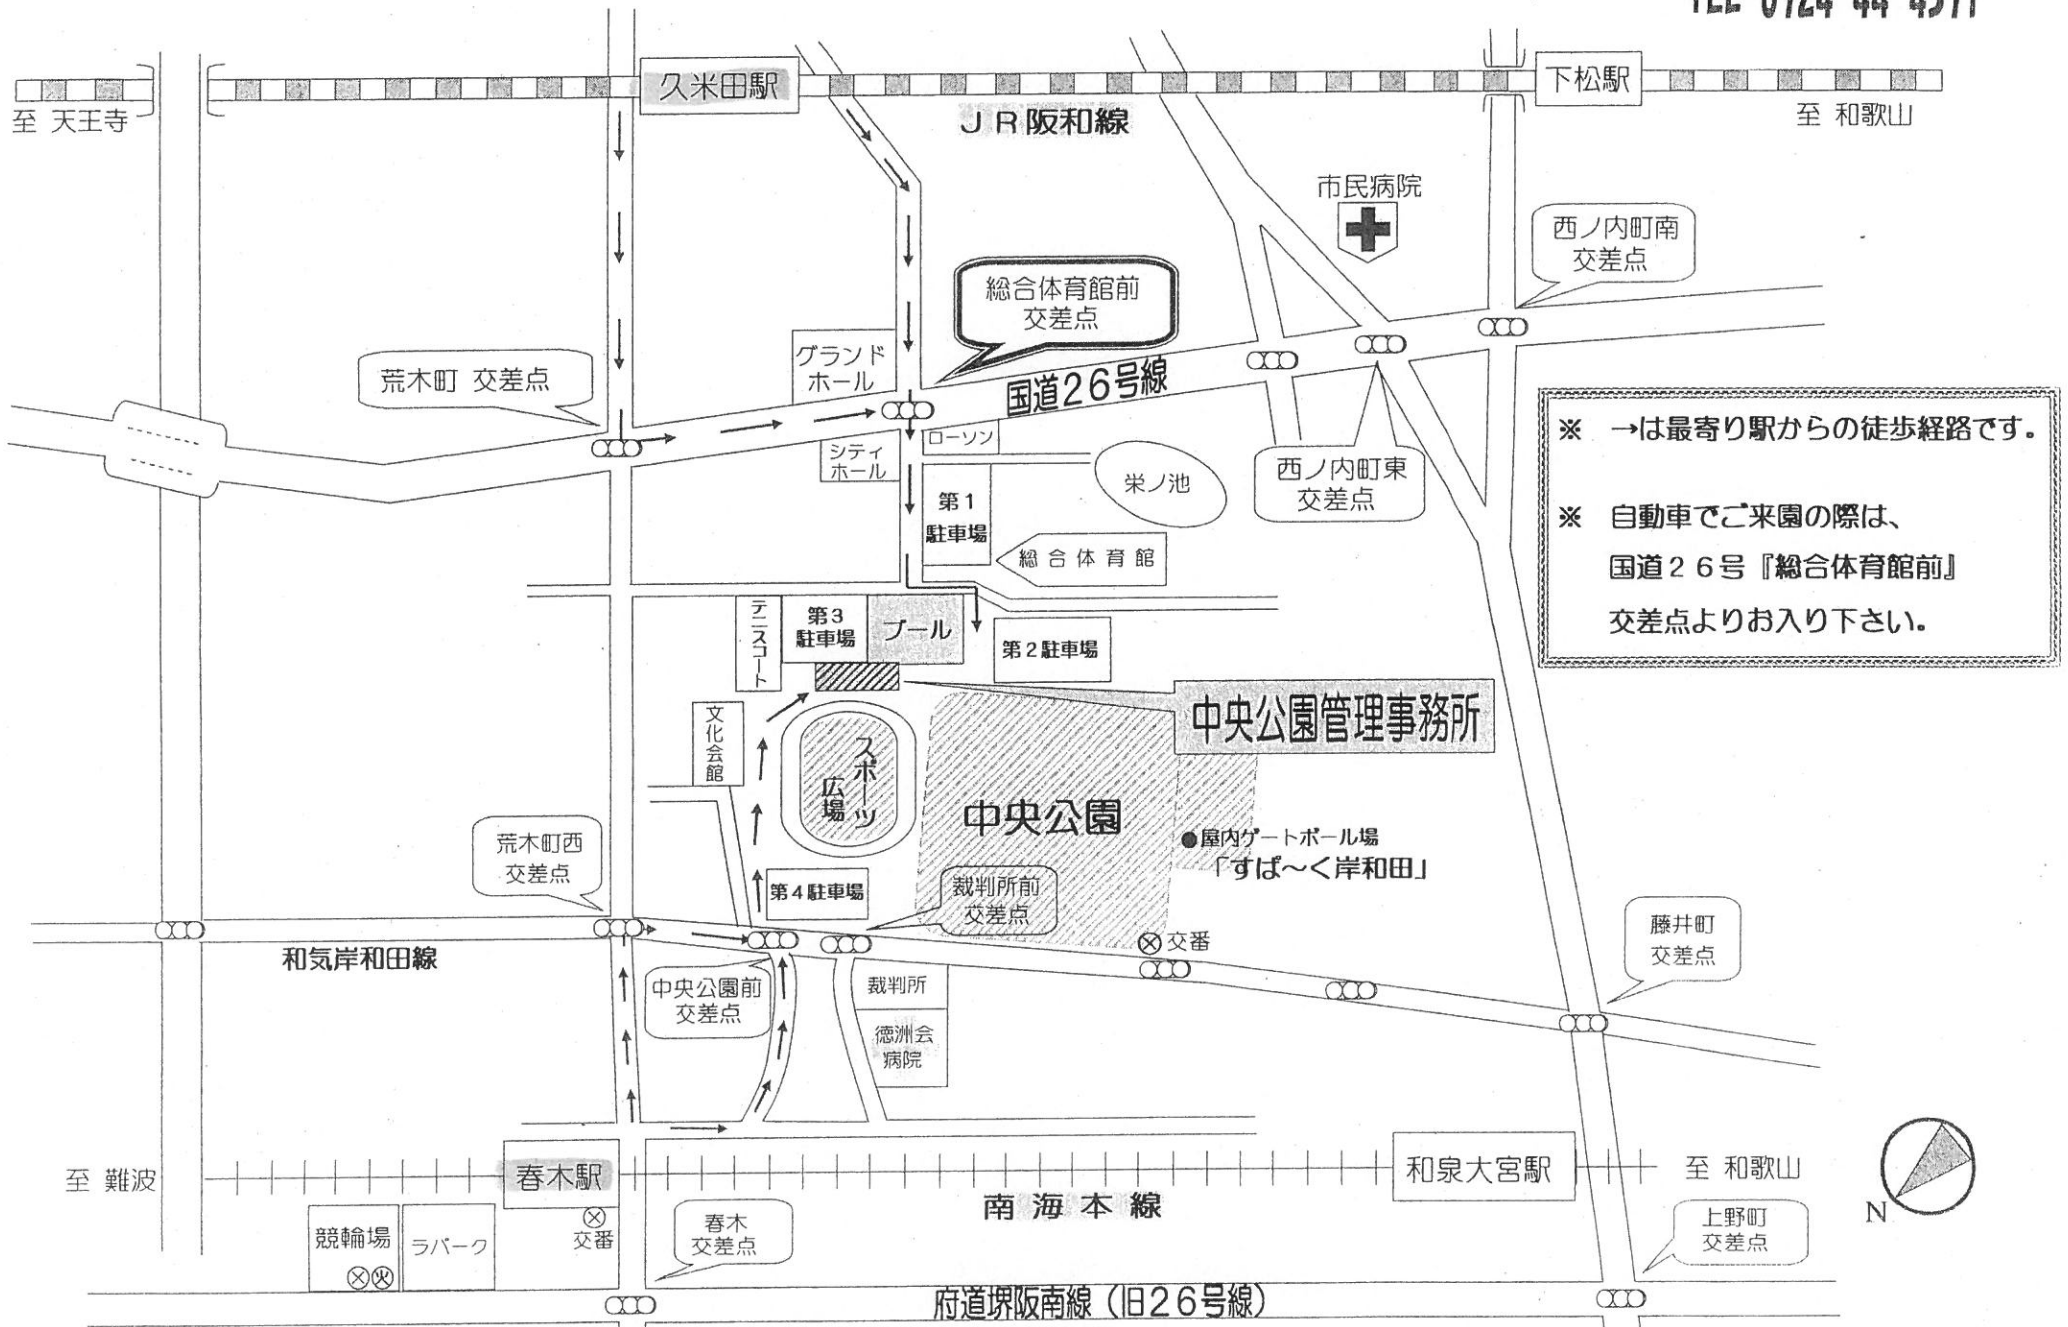 久米田駅
下松駅
至 天王寺
JR阪和線
至 和歌山
市民病院
西ノ内町南
交差点
総合体育館前
交差点
グランド
ホール
荒木町 交差点
国道26号線
ローソン
シティ
ホール
栄ノ池
西ノ内町東
交差点
※ →は最寄り駅からの徒歩経路です。
※ 自動車でご来園の際は、
国道26号『総合体育館前』
交差点よりお入り下さい。
第1
駐車場
総合体育館
テニスコート
第3
駐車場
プール
第2駐車場
中央公園管理事務所
文化会館
スポーツ
広場
中央公園
屋内ゲートボール場
「すぱ～く岸和田」
荒木町西
交差点
第4駐車場
裁判所前
交差点
交番
藤井町
交差点
和気岸和田線
中央公園前
交差点
裁判所
徳洲会
病院
至 難波
春木駅
南海本線
和泉大宮駅
至 和歌山
N
競輪場
火
ラパーク
交番
春木
交差点
上野町
交差点
府道堺阪南線（旧26号線）